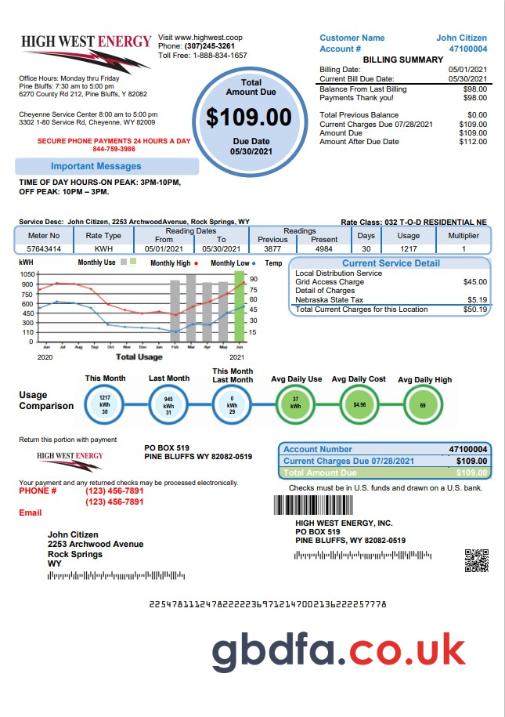 HIGH WEST ENERGY
Visit www.highwest.coop
Phone: (307)245-3261
Toll Free: 1-888-834-1657
Office Hours: Monday thru Friday
Pine Bluffs: 7:30 am to 5:00 pm
6270 County Rd 212, Pine Bluffs, Y 82082
Cheyenne Service Center 8:00 am to 5:00 pm
3302 1-80 Service Rd, Cheyenne, WY 82009
SECURE PHONE PAYMENTS 24 HOURS A DAY
844-759-3986
Important Messages
TIME OF DAY HOURS-ON PEAK: 3PM-10PM,
OFF PEAK: 10PM – 3PM.
Total
Amount Due
$109.00
Due Date
05/30/2021
Customer Name John Citizen
Account # 47100004
BILLING SUMMARY
Billing Date: 05/01/2021
Current Bill Due Date: 05/30/2021
Balance From Last Billing $98.00
Payments Thank you! $98.00
Total Previous Balance $0.00
Current Charges Due 07/28/2021 $109.00
Amount Due $109.00
Amount After Due Date $112.00
Service Desc: John Citizen, 2253 ArchwoodAvenue, Rock Springs, WY Rate Class: 032 T-O-D RESIDENTIAL NE
Meter No Rate Type Reading Dates From To Readings Previous Present Days Usage Multiplier
57643414 KWH 05/01/2021 05/30/2021 3877 4984 30 1217 1
kWH Monthly Use Monthly High Monthly Low Temp
1050
900
750
600
450
300
110
0
90
75
60
45
30
15
Jun Jul Aug Sep Oct Nov Dec Jan Feb Mar Apr May Jun
2020 Total Usage 2021
Current Service Detail
Local Distribution Service
Grid Access Charge $45.00
Detail of Charges
Nebraska State Tax $5.19
Total Current Charges for this Location $50.19
Usage
Comparison
This Month
1217
kWh
30
Last Month
945
kWh
31
This Month
Last Month
0
kWh
29
Avg Daily Use
37
kWh
Avg Daily Cost
$4.56
Avg Daily High
69
Return this portion with payment
HIGH WEST ENERGY
PO BOX 519
PINE BLUFFS WY 82082-0519
Your payment and any returned checks may be processed electronically.
PHONE # (123) 456-7891
(123) 456-7891
Email
Account Number 47100004
Current Charges Due 07/28/2021 $109.00
Total Amount Due $109.00
Checks must be in U.S. funds and drawn on a U.S. bank.
John Citizen
2253 Archwood Avenue
Rock Springs
WY
HIGH WEST ENERGY, INC.
PO BOX 519
PINE BLUFFS, WY 82082-0519
gbdfa.co.uk